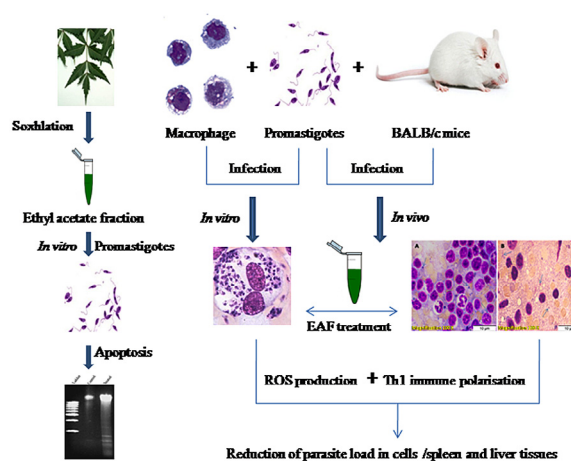 Soxhlation
Ethyl acetate fraction
In vitro Promastigotes
Apoptosis
+ +
Macrophage Promastigotes BALB/c mice
Infection Infection
In vitro In vivo
A B
EAF treatment
ROS production + Th1 immune polarisation
Reduction of parasite load in cells /spleen and liver tissues